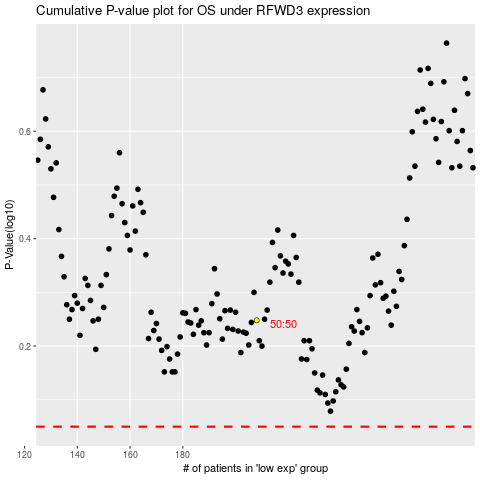 Cumulative P-value plot for OS under RFWD3 expression
P-Value(log10)
0.6
0.4
0.2
50:50
120 140 160 180
# of patients in 'low exp' group